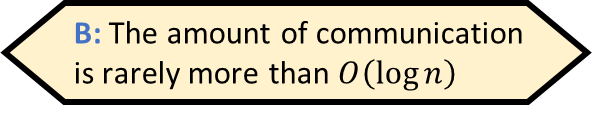 B: The amount of communication
is rarely more than O(log n)